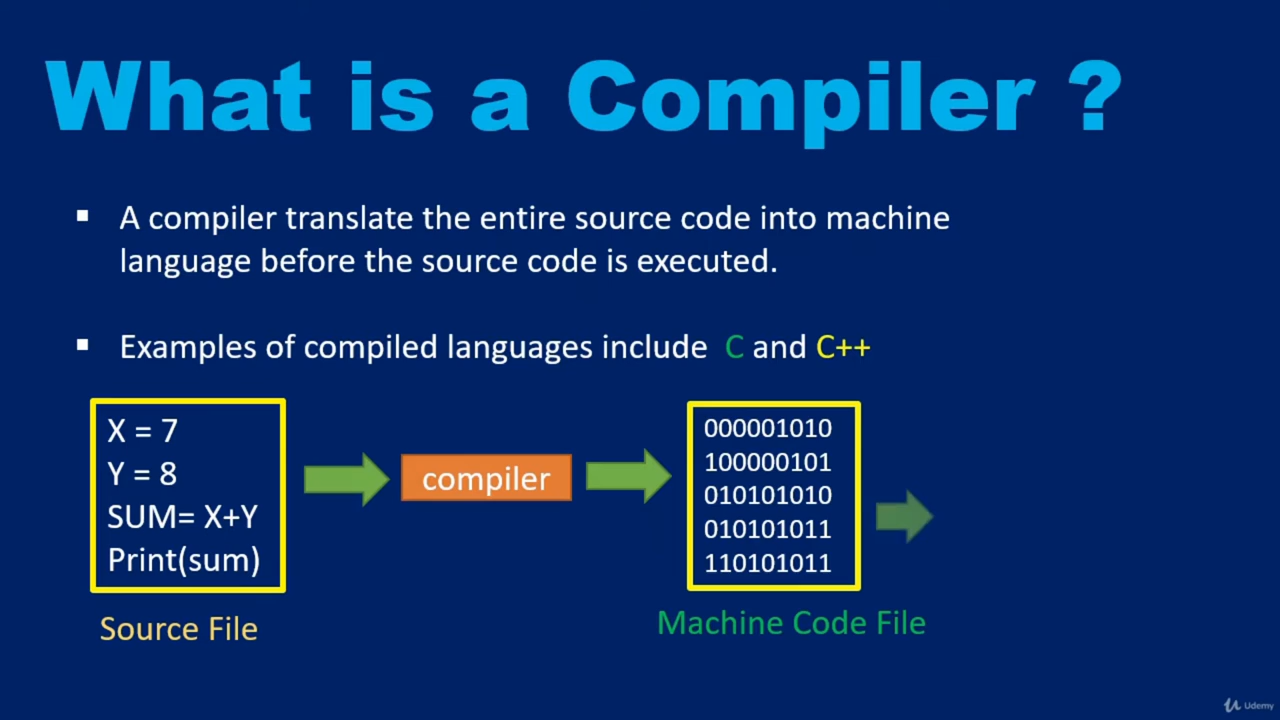 What is a Compiler ?
▪ A compiler translate the entire source code into machine
language before the source code is executed.
▪ Examples of compiled languages include C and C++
X = 7
Y = 8
SUM= X+Y
Print(sum)
Source File
compiler
000001010
100000101
010101010
010101011
110101011
Machine Code File
Udemy